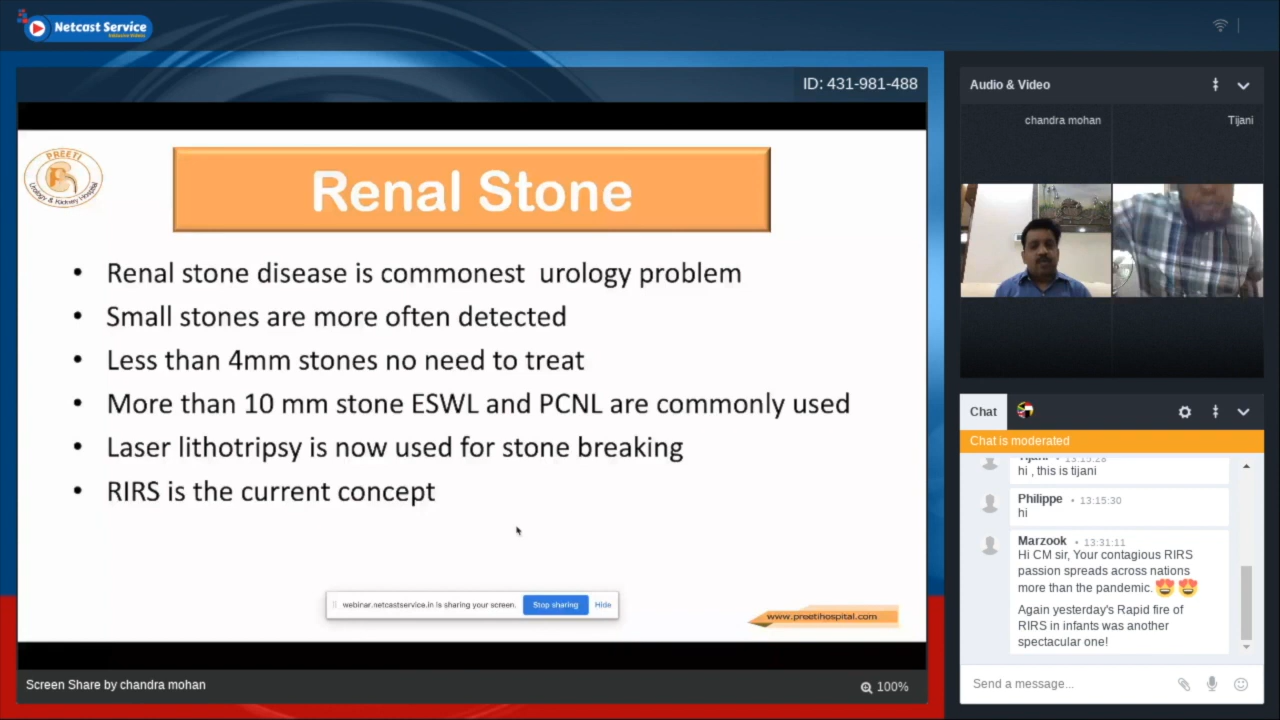 Netcast Service
ID: 431-981-488
PREETI
Urology & Kidney Hospital
Renal Stone
• Renal stone disease is commonest urology problem
• Small stones are more often detected
• Less than 4mm stones no need to treat
• More than 10 mm stone ESWL and PCNL are commonly used
• Laser lithotripsy is now used for stone breaking
• RIRS is the current concept
webinar.netcastservice.in is sharing your screen. Stop sharing Hide
www.preetihospital.com
Screen Share by chandra mohan
100%
Audio & Video
chandra mohan Tijani
Chat
Chat is moderated
Tijani • 13:15:28
hi , this is tijani
Philippe • 13:15:30
hi
Marzook • 13:31:11
Hi CM sir, Your contagious RIRS
passion spreads across nations
more than the pandemic. 😍 😍
Again yesterday's Rapid fire of
RIRS in infants was another
spectacular one!
Send a message...